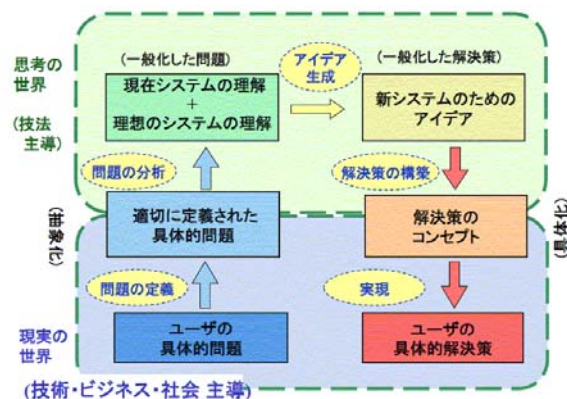 思考の
世界
(技法
主導)
(一般化した問題)
現在システムの理解
+
理想のシステムの理解
アイデア
生成
(一般化した解決策)
新システムのための
アイデア
問題の分析
解決策の構築
(抽象化)
適切に定義された
具体的問題
解決策の
コンセプト
(具体化)
問題の定義
実現
現実の
世界
ユーザの
具体的問題
ユーザの
具体的解決策
(技術・ビジネス・社会 主導)